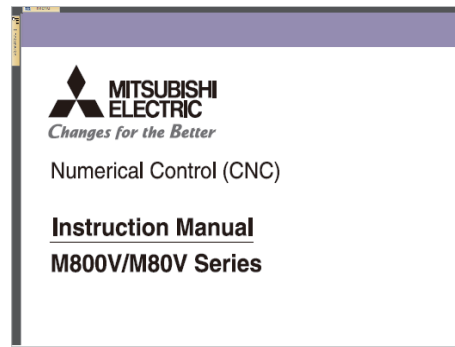 MITSUBISHI
ELECTRIC
Changes for the Better
Numerical Control (CNC)
Instruction Manual
M800V/M80V Series